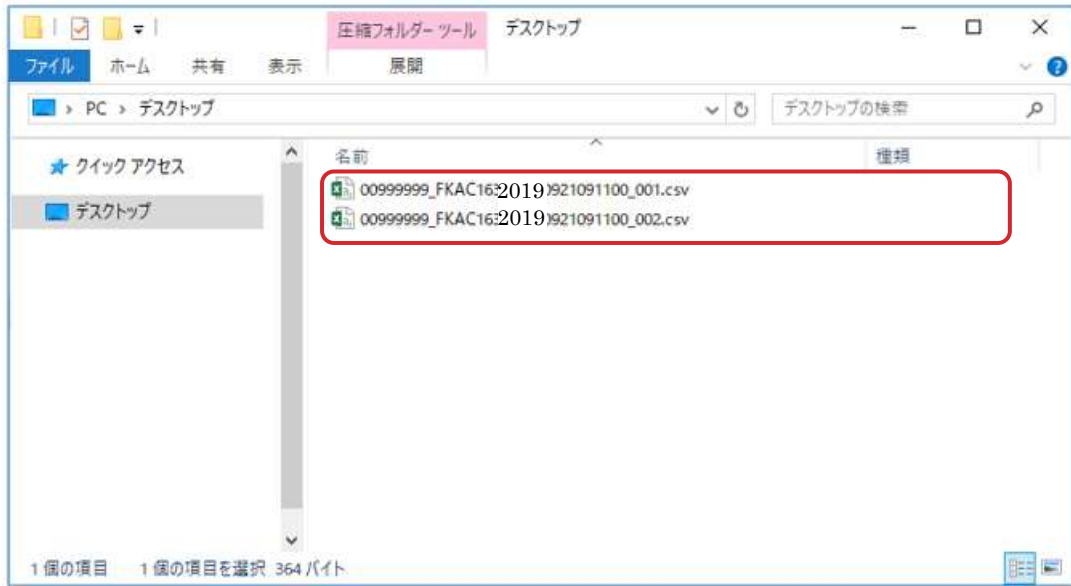 圧縮フォルダー ツール デスクトップ
ファイル ホーム 共有 表示 展開
PC › デスクトップ デスクトップの検索
クイック アクセス
デスクトップ
名前 種類
00999999_FKAC16 2019 0921091100_001.csv
00999999_FKAC16 2019 0921091100_002.csv
1 個の項目 1 個の項目を選択 364 バイト